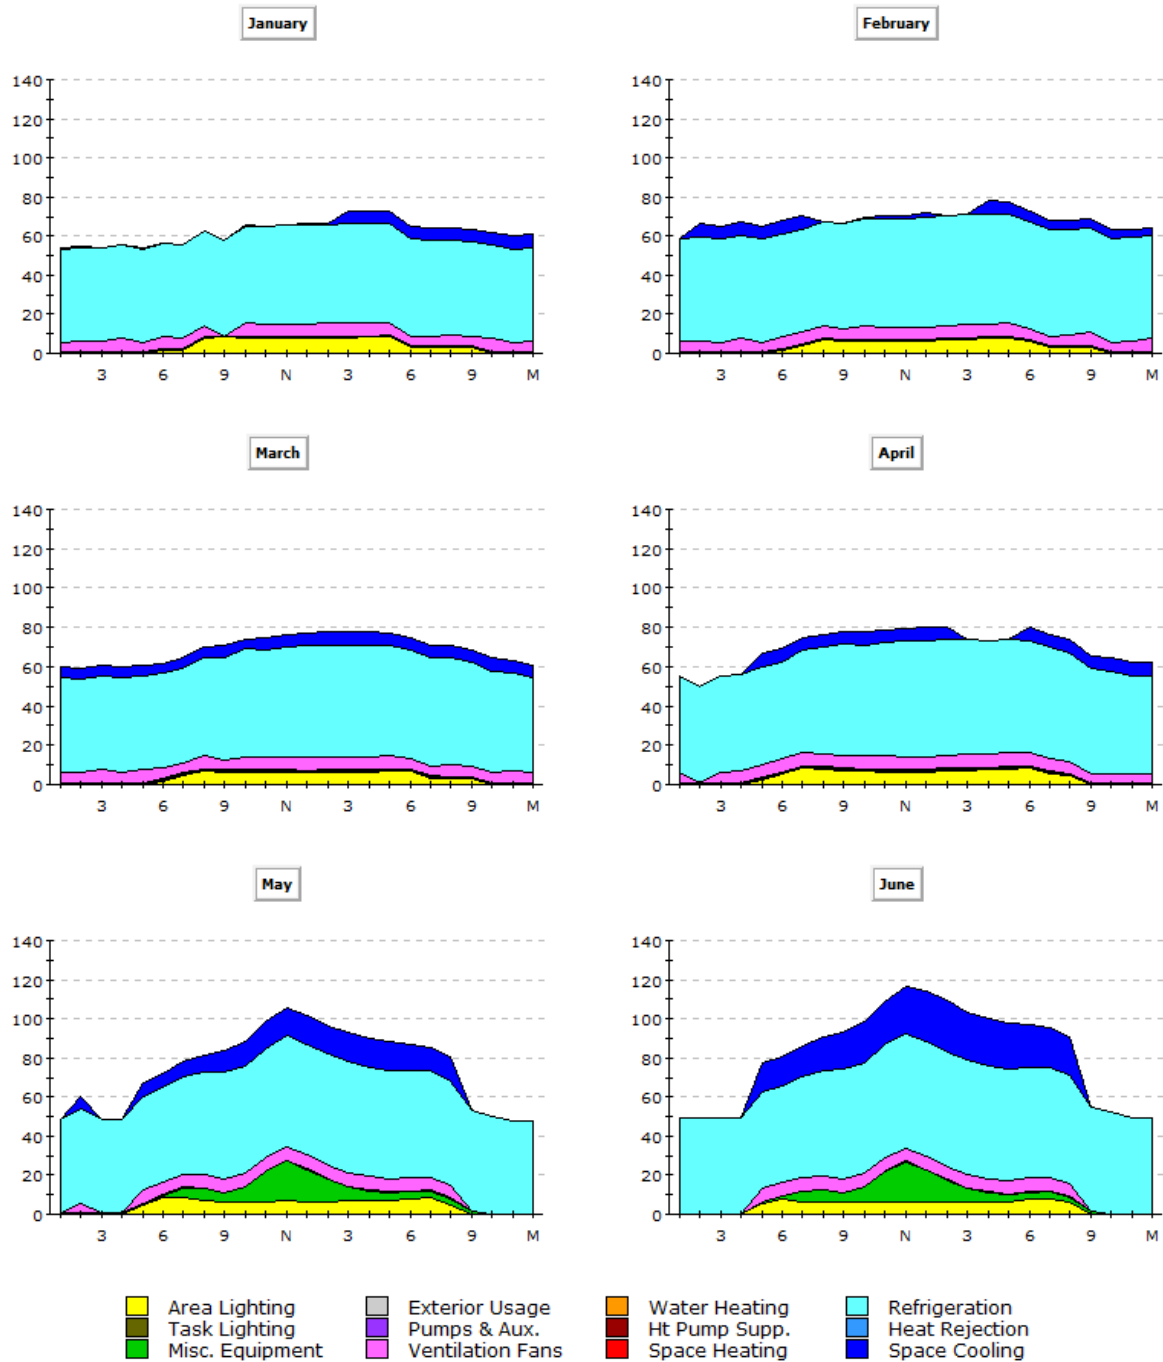 January
February
140
120
100
80
60
40
20
0
3 6 9 N 3 6 9 M
140
120
100
80
60
40
20
0
3 6 9 N 3 6 9 M
March
April
140
120
100
80
60
40
20
0
3 6 9 N 3 6 9 M
140
120
100
80
60
40
20
0
3 6 9 N 3 6 9 M
May
June
140
120
100
80
60
40
20
0
3 6 9 N 3 6 9 M
140
120
100
80
60
40
20
0
3 6 9 N 3 6 9 M
Area Lighting
Task Lighting
Misc. Equipment
Exterior Usage
Pumps & Aux.
Ventilation Fans
Water Heating
Ht Pump Supp.
Space Heating
Refrigeration
Heat Rejection
Space Cooling